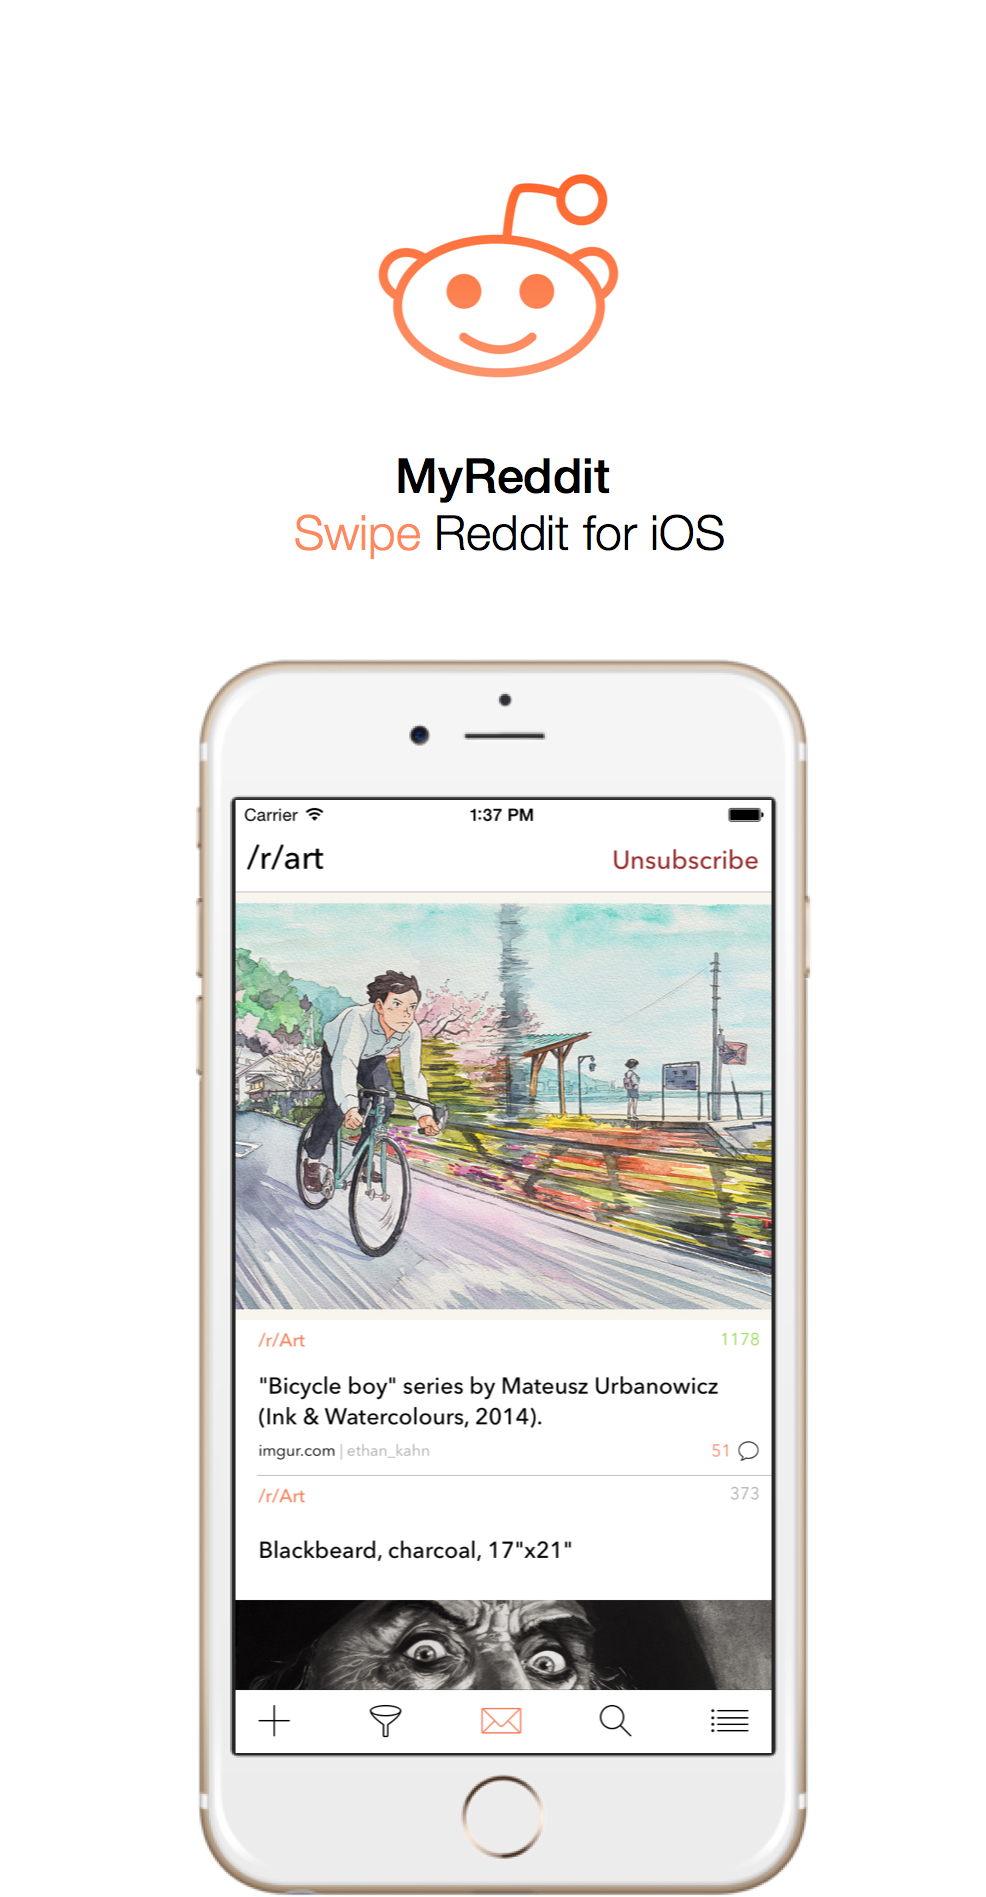 MyReddit
Swipe Reddit for iOS
Carrier 1:37 PM
/r/art Unsubscribe
/r/Art 1178
"Bicycle boy" series by Mateusz Urbanowicz
(Ink & Watercolours, 2014).
imgur.com | ethan_kahn 51
/r/Art 373
Blackbeard, charcoal, 17"x21"